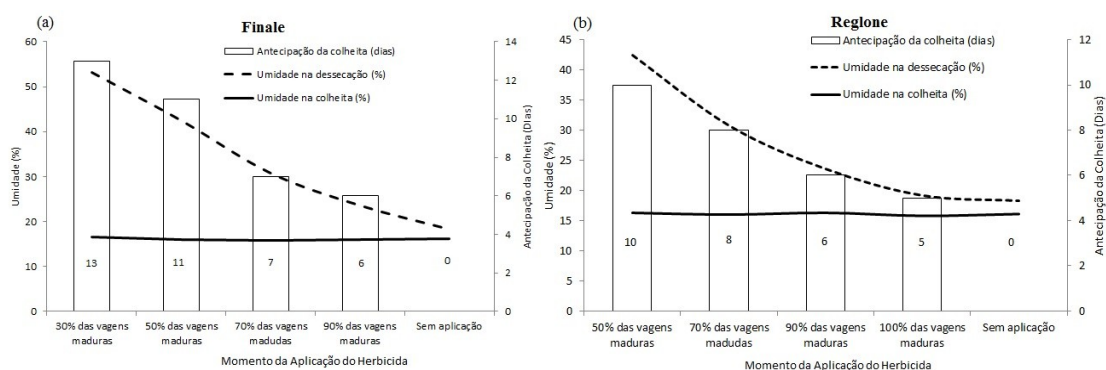 (a)
Finale
60
50
40
30
20
10
0
Umidade (%)
Antecipação da colheita (dias)
Umidade na dessecação (%)
Umidade na colheita (%)
14
12
10
8
6
4
2
0
Antecipação da Colheita (DIas)
13 11 7 6 0
30% das vagens 50% das vagens 70% das vagens 90% das vagens Sem aplicação
maduras maduras madudas maduras
Momento da Aplicação do Herbicida
(b)
Reglone
45
40
35
30
25
20
15
10
5
0
Umidade (%)
Antecipação da colheita (dias)
Umidade na dessecação (%)
Umidade na colheita (%)
12
10
8
6
4
2
0
Antecipação da Colheita (Dias)
10 8 6 5 0
50% das vagens 70% das vagens 90% das vagens 100% das vagens Sem aplicação
maduras madudas maduras maduras
Momento da Aplicação do Herbicida